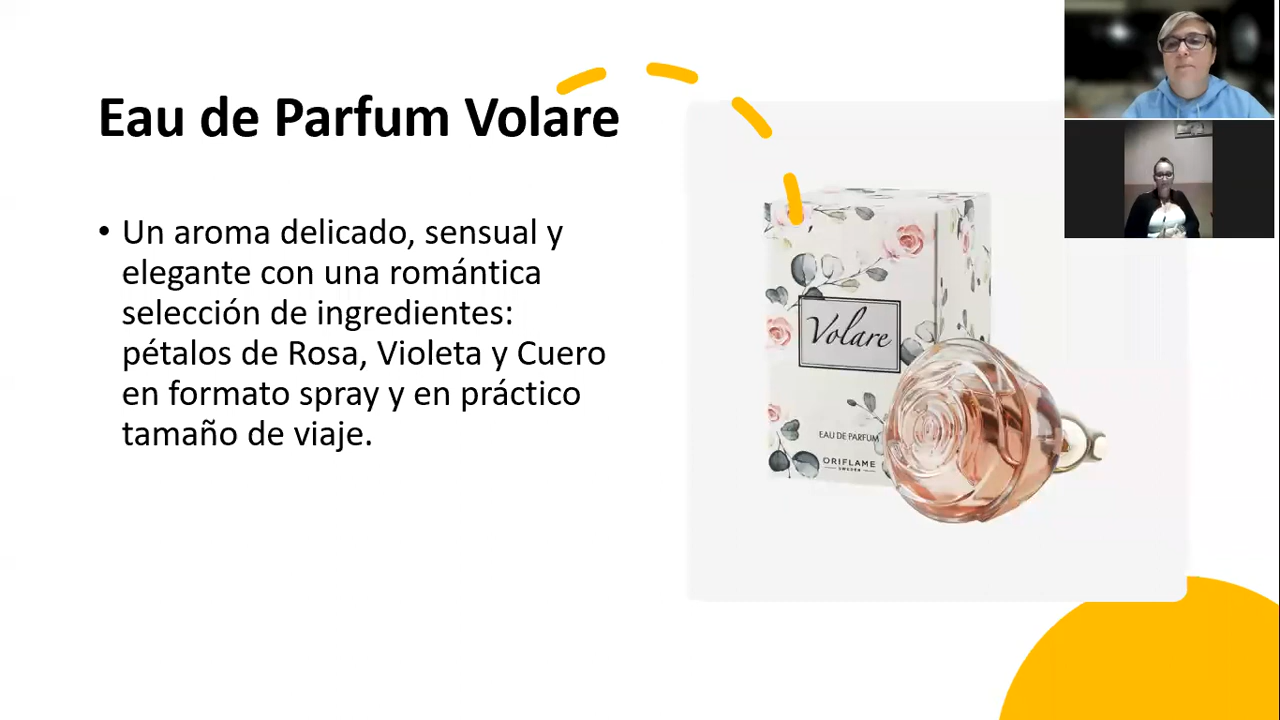 Eau de Parfum Volare
• Un aroma delicado, sensual y
elegante con una romántica
selección de ingredientes:
pétalos de Rosa, Violeta y Cuero
en formato spray y en práctico
tamaño de viaje.
Volare
EAU DE PARFUM
ORIFLAME
SWEDEN